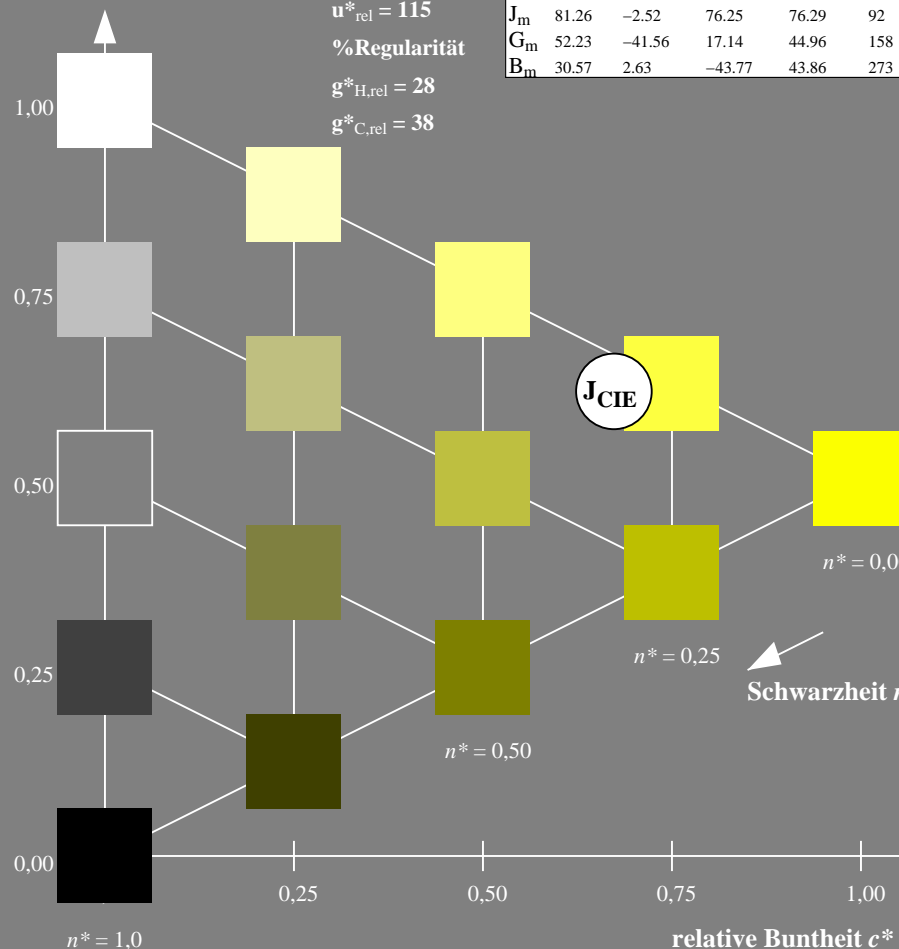 u*rel = 115
%Regularität
g*H,rel = 28
g*C,rel = 38
Jm 81.26 −2.52 76.25 76.29 92
Gm 52.23 −41.56 17.14 44.96 158
Bm 30.57 2.63 −43.77 43.86 273
1,00
0,75
JCIE
0,50
n* = 0,0
0,25
n* = 0,25
Schwarzheit n
n* = 0,50
0,00
0,25 0,50 0,75 1,00
n* = 1,0
relative Buntheit c*